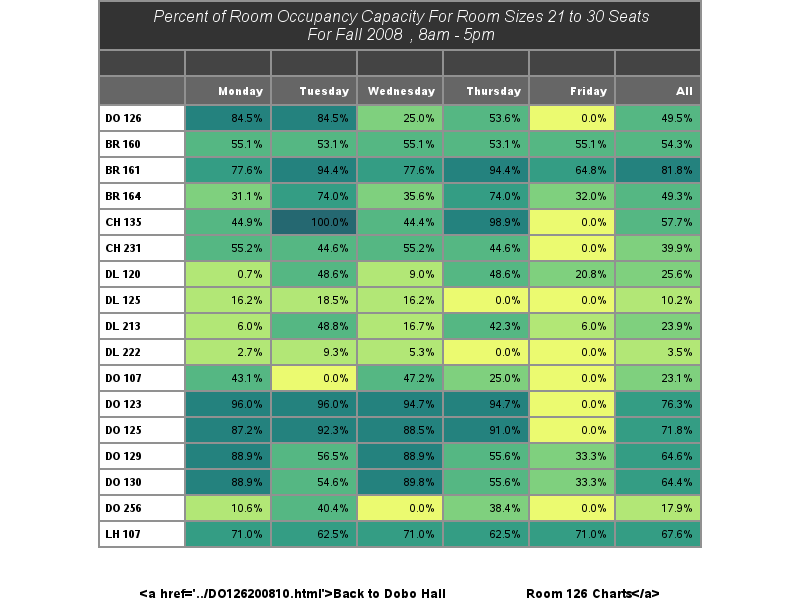 Percent of Room Occupancy Capacity For Room Sizes 21 to 30 Seats
For Fall 2008 , 8am - 5pm
Monday Tuesday Wednesday Thursday Friday All
DO 126 84.5% 84.5% 25.0% 53.6% 0.0% 49.5%
BR 160 55.1% 53.1% 55.1% 53.1% 55.1% 54.3%
BR 161 77.6% 94.4% 77.6% 94.4% 64.8% 81.8%
BR 164 31.1% 74.0% 35.6% 74.0% 32.0% 49.3%
CH 135 44.9% 100.0% 44.4% 98.9% 0.0% 57.7%
CH 231 55.2% 44.6% 55.2% 44.6% 0.0% 39.9%
DL 120 0.7% 48.6% 9.0% 48.6% 20.8% 25.6%
DL 125 16.2% 18.5% 16.2% 0.0% 0.0% 10.2%
DL 213 6.0% 48.8% 16.7% 42.3% 6.0% 23.9%
DL 222 2.7% 9.3% 5.3% 0.0% 0.0% 3.5%
DO 107 43.1% 0.0% 47.2% 25.0% 0.0% 23.1%
DO 123 96.0% 96.0% 94.7% 94.7% 0.0% 76.3%
DO 125 87.2% 92.3% 88.5% 91.0% 0.0% 71.8%
DO 129 88.9% 56.5% 88.9% 55.6% 33.3% 64.6%
DO 130 88.9% 54.6% 89.8% 55.6% 33.3% 64.4%
DO 256 10.6% 40.4% 0.0% 38.4% 0.0% 17.9%
LH 107 71.0% 62.5% 71.0% 62.5% 71.0% 67.6%
<a href='../DO126200810.html'>Back to Dobo Hall Room 126 Charts</a>